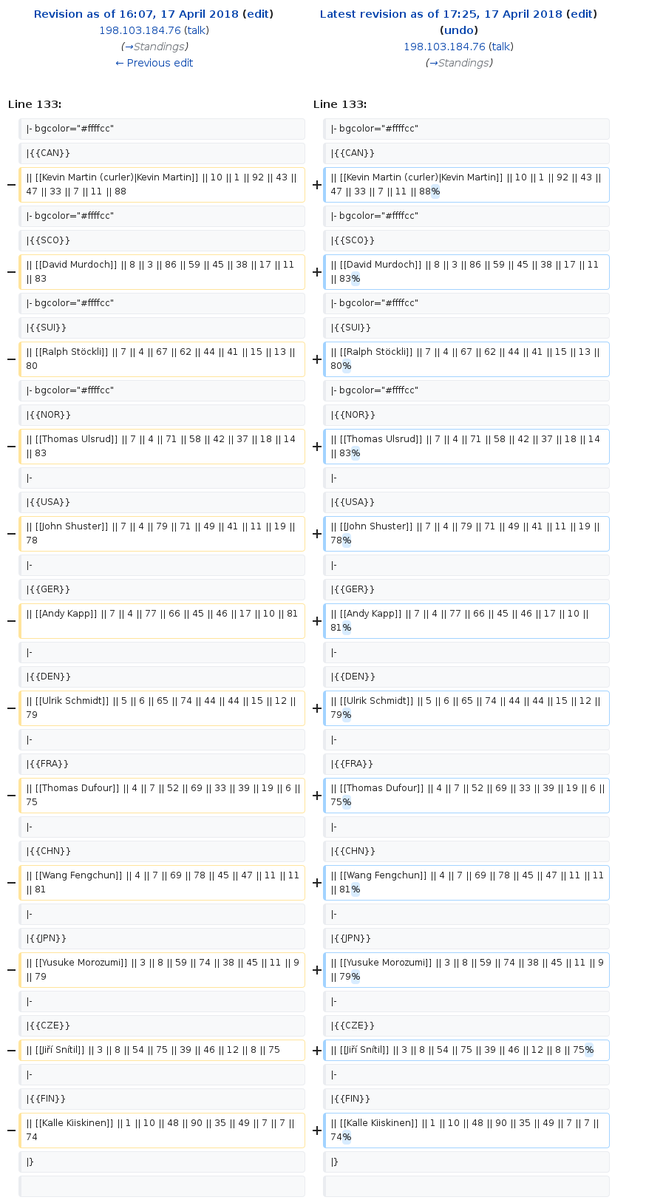 Revision as of 16:07, 17 April 2018 (edit)
198.103.184.76 (talk)
(→Standings)
← Previous edit
Line 133:
|- bgcolor="#ffffcc"
|{{CAN}}
− || [[Kevin Martin (curler)|Kevin Martin]] || 10 || 1 || 92 || 43 ||
47 || 33 || 7 || 11 || 88
|- bgcolor="#ffffcc"
|{{SCO}}
− || [[David Murdoch]] || 8 || 3 || 86 || 59 || 45 || 38 || 17 || 11
|| 83
|- bgcolor="#ffffcc"
|{{SUI}}
− || [[Ralph Stöckli]] || 7 || 4 || 67 || 62 || 44 || 41 || 15 || 13 ||
80
|- bgcolor="#ffffcc"
|{{NOR}}
− || [[Thomas Ulsrud]] || 7 || 4 || 71 || 58 || 42 || 37 || 18 || 14
|| 83
|-
|{{USA}}
− || [[John Shuster]] || 7 || 4 || 79 || 71 || 49 || 41 || 11 || 19 ||
78
|-
|{{GER}}
− || [[Andy Kapp]] || 7 || 4 || 77 || 66 || 45 || 46 || 17 || 10 || 81
|-
|{{DEN}}
− || [[Ulrik Schmidt]] || 5 || 6 || 65 || 74 || 44 || 44 || 15 || 12 ||
79
|-
|{{FRA}}
− || [[Thomas Dufour]] || 4 || 7 || 52 || 69 || 33 || 39 || 19 || 6 ||
75
|-
|{{CHN}}
− || [[Wang Fengchun]] || 4 || 7 || 69 || 78 || 45 || 47 || 11 || 11
|| 81
|-
|{{JPN}}
− || [[Yusuke Morozumi]] || 3 || 8 || 59 || 74 || 38 || 45 || 11 || 9
|| 79
|-
|{{CZE}}
− || [[Jiří Snítil]] || 3 || 8 || 54 || 75 || 39 || 46 || 12 || 8 || 75
|-
|{{FIN}}
− || [[Kalle Kiiskinen]] || 1 || 10 || 48 || 90 || 35 || 49 || 7 || 7 ||
74
|}
Latest revision as of 17:25, 17 April 2018 (edit)
(undo)
198.103.184.76 (talk)
(→Standings)
Line 133:
|- bgcolor="#ffffcc"
|{{CAN}}
+ || [[Kevin Martin (curler)|Kevin Martin]] || 10 || 1 || 92 || 43 ||
47 || 33 || 7 || 11 || 88%
|- bgcolor="#ffffcc"
|{{SCO}}
+ || [[David Murdoch]] || 8 || 3 || 86 || 59 || 45 || 38 || 17 || 11
|| 83%
|- bgcolor="#ffffcc"
|{{SUI}}
+ || [[Ralph Stöckli]] || 7 || 4 || 67 || 62 || 44 || 41 || 15 || 13 ||
80%
|- bgcolor="#ffffcc"
|{{NOR}}
+ || [[Thomas Ulsrud]] || 7 || 4 || 71 || 58 || 42 || 37 || 18 || 14
|| 83%
|-
|{{USA}}
+ || [[John Shuster]] || 7 || 4 || 79 || 71 || 49 || 41 || 11 || 19 ||
78%
|-
|{{GER}}
+ || [[Andy Kapp]] || 7 || 4 || 77 || 66 || 45 || 46 || 17 || 10 ||
81%
|-
|{{DEN}}
+ || [[Ulrik Schmidt]] || 5 || 6 || 65 || 74 || 44 || 44 || 15 || 12 ||
79%
|-
|{{FRA}}
+ || [[Thomas Dufour]] || 4 || 7 || 52 || 69 || 33 || 39 || 19 || 6 ||
75%
|-
|{{CHN}}
+ || [[Wang Fengchun]] || 4 || 7 || 69 || 78 || 45 || 47 || 11 || 11
|| 81%
|-
|{{JPN}}
+ || [[Yusuke Morozumi]] || 3 || 8 || 59 || 74 || 38 || 45 || 11 || 9
|| 79%
|-
|{{CZE}}
+ || [[Jiří Snítil]] || 3 || 8 || 54 || 75 || 39 || 46 || 12 || 8 || 75%
|-
|{{FIN}}
+ || [[Kalle Kiiskinen]] || 1 || 10 || 48 || 90 || 35 || 49 || 7 || 7 ||
74%
|}